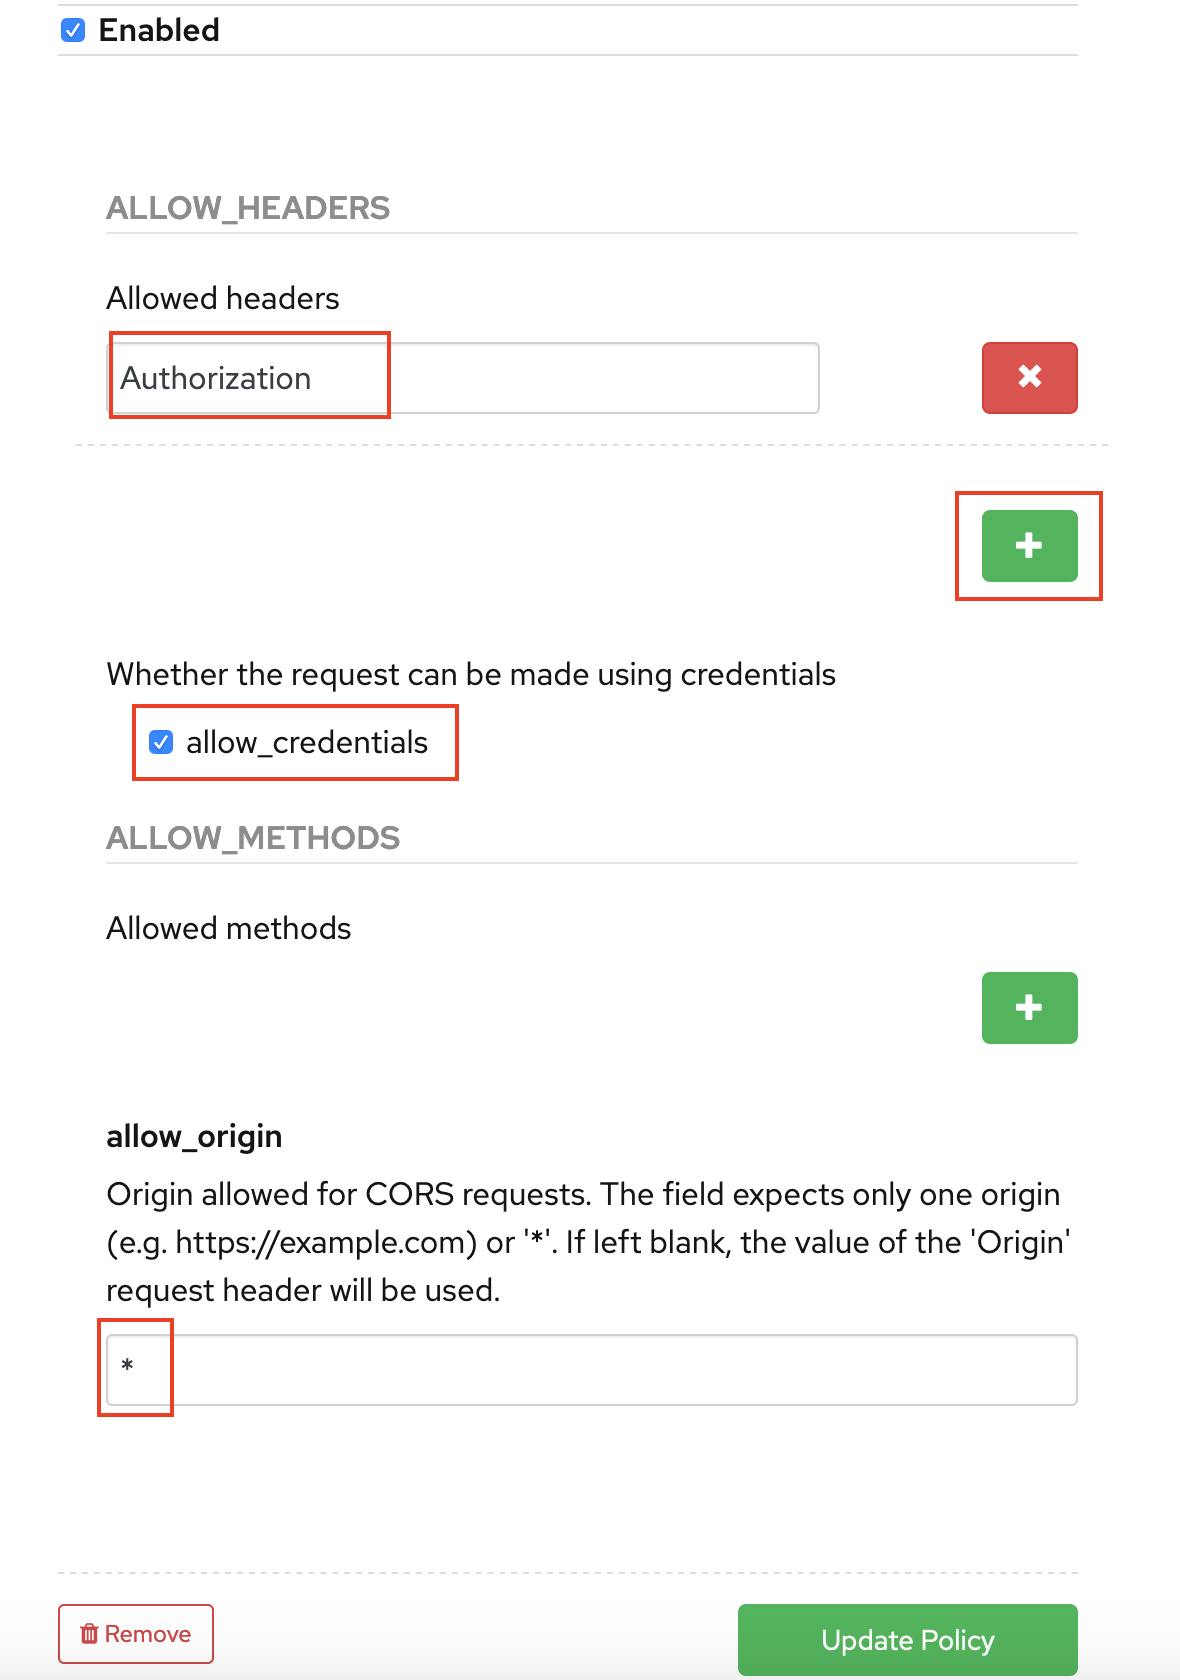 Enabled
ALLOW_HEADERS
Allowed headers
Authorization
Whether the request can be made using credentials
allow_credentials
ALLOW_METHODS
Allowed methods
allow_origin
Origin allowed for CORS requests. The field expects only one origin
(e.g. https://example.com) or '*'. If left blank, the value of the 'Origin'
request header will be used.
*
Remove
Update Policy